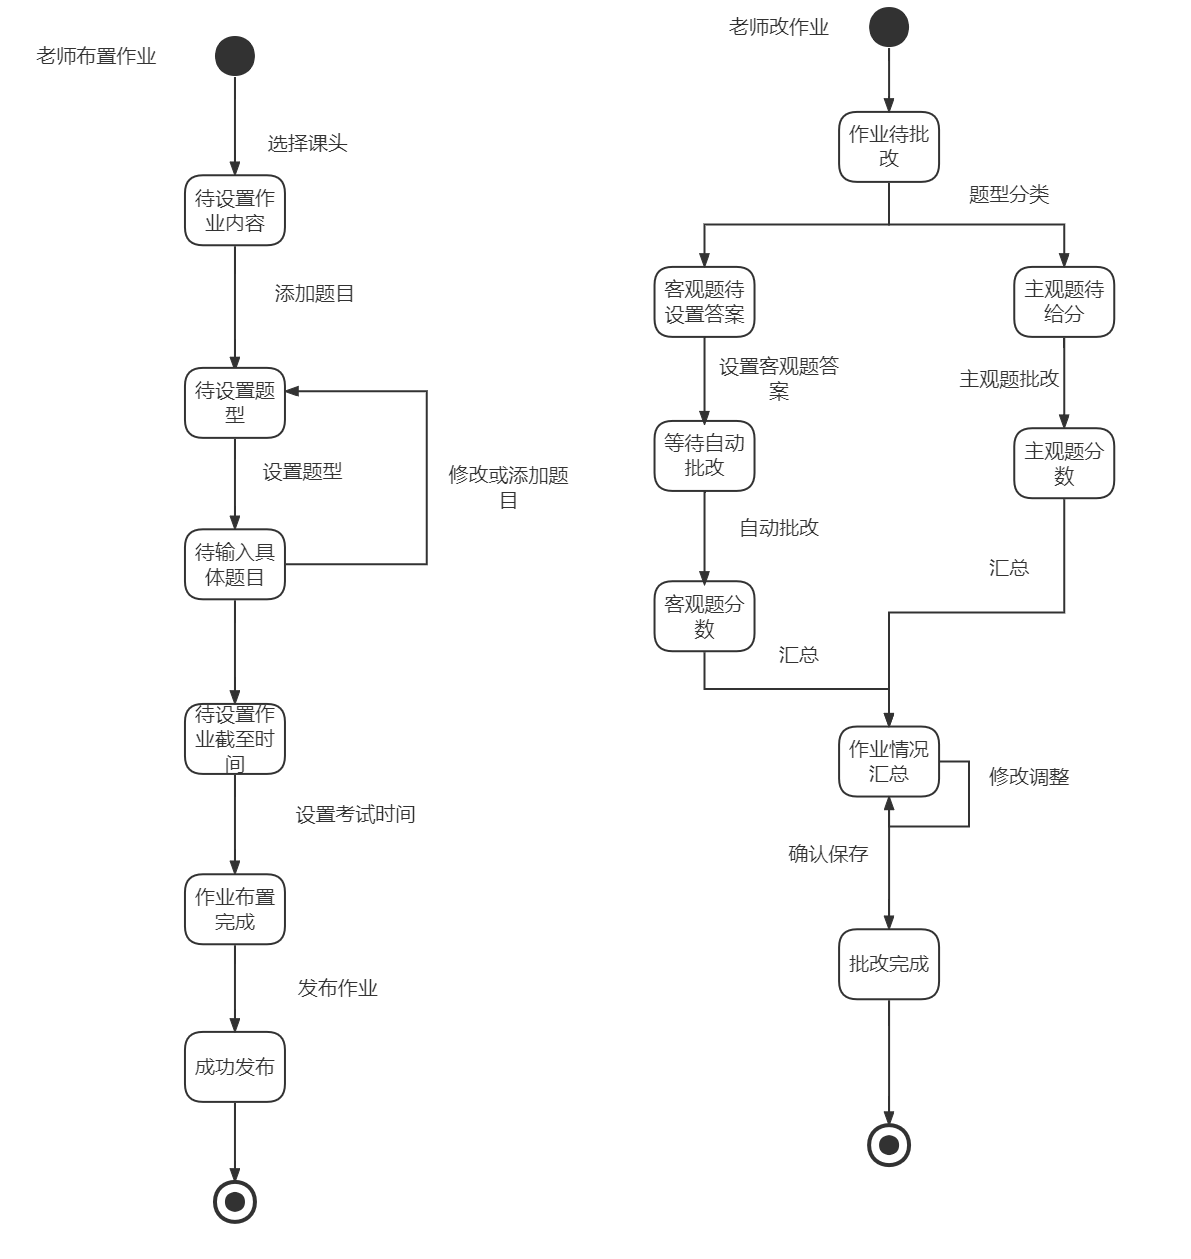 老师布置作业
选择课头
待设置作
业内容
添加题目
待设置题
型
设置题型
修改或添加题
目
待输入具
体题目
待设置作
业截至时
间
设置考试时间
作业布置
完成
发布作业
成功发布
老师改作业
作业待批
改
题型分类
客观题待
设置答案
主观题待
给分
设置客观题答
案
主观题批改
等待自动
批改
主观题分
数
自动批改
汇总
客观题分
数
汇总
作业情况
汇总
修改调整
确认保存
批改完成